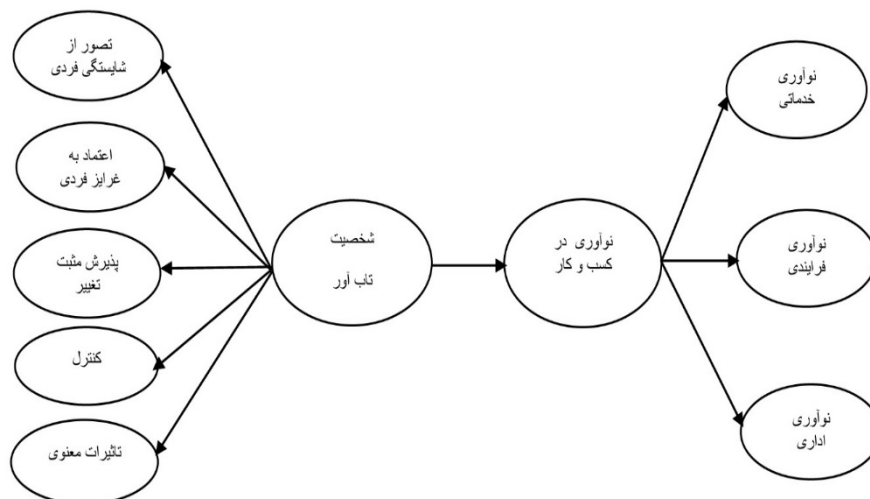 تصور از
شایستگی فردی
اعتماد به
غرایز فردی
پذیرش مثبت
تغییر
کنترل
تاثیرات معنوی
شخصیت
تاب آور
نوآوری در
کسب و کار
نوآوری
خدماتی
نوآوری
فرایندی
نوآوری
اداری